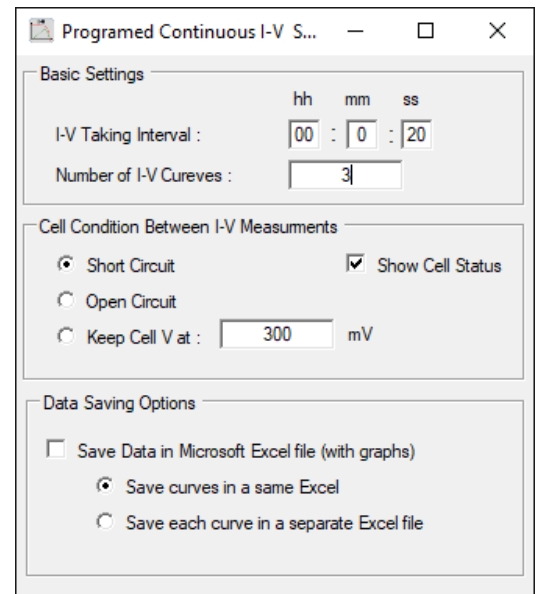 Programed Continuous I-V S...
Basic Settings
hh mm ss
I-V Taking Interval : 00 : 0 : 20
Number of I-V Cureves : 3
Cell Condition Between I-V Measurments
Short Circuit Show Cell Status
Open Circuit
Keep Cell V at : 300 mV
Data Saving Options
Save Data in Microsoft Excel file (with graphs)
Save curves in a same Excel
Save each curve in a separate Excel file